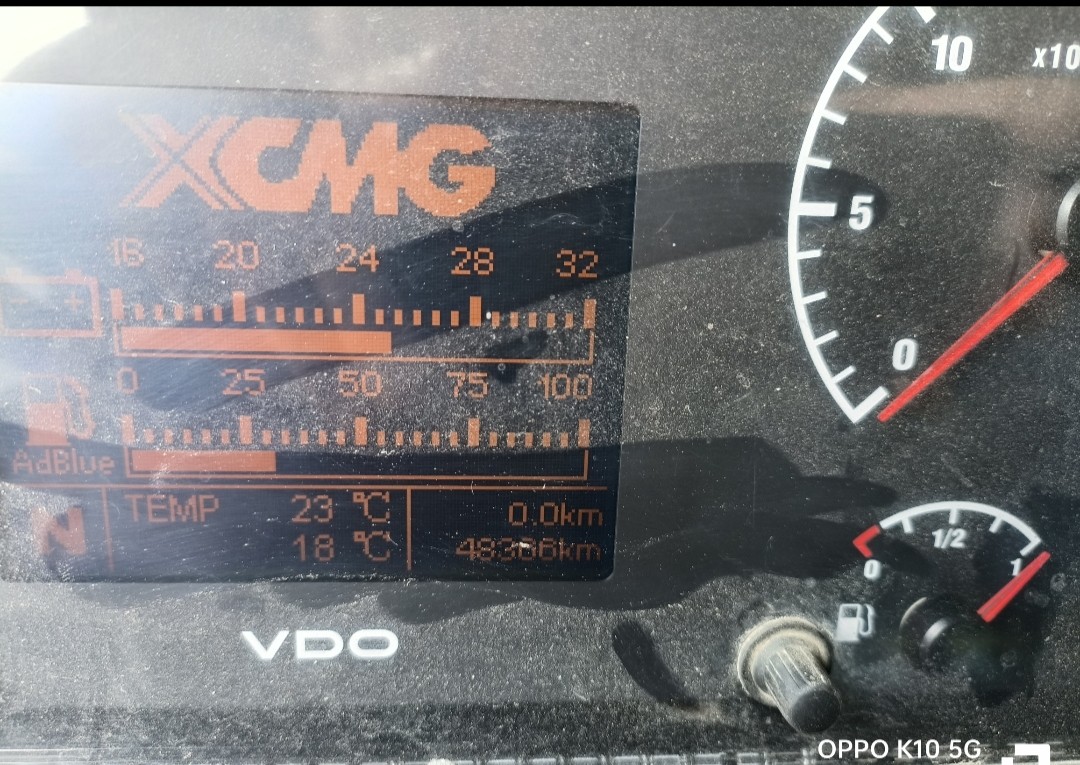 XCMG
16 20 24 28 32
0 25 50 75 100
AdBlue
N
TEMP 23 °C 0.0km
18 °C 48366km
VDO
10 x10
5
0
0 1/2 1
OPPO K10 5G